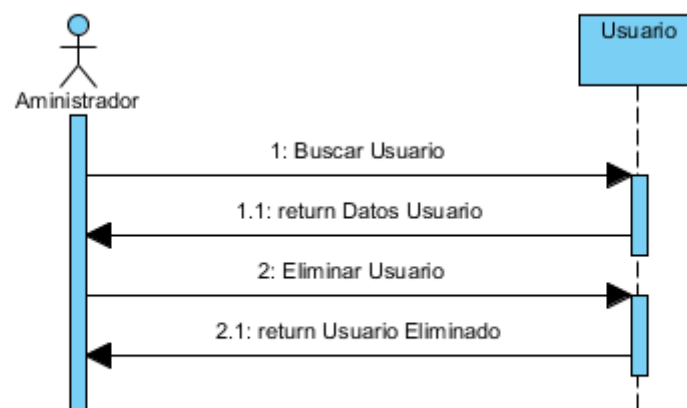 Usuario
Aministrador
1: Buscar Usuario
1.1: return Datos Usuario
2: Eliminar Usuario
2.1: return Usuario Eliminado